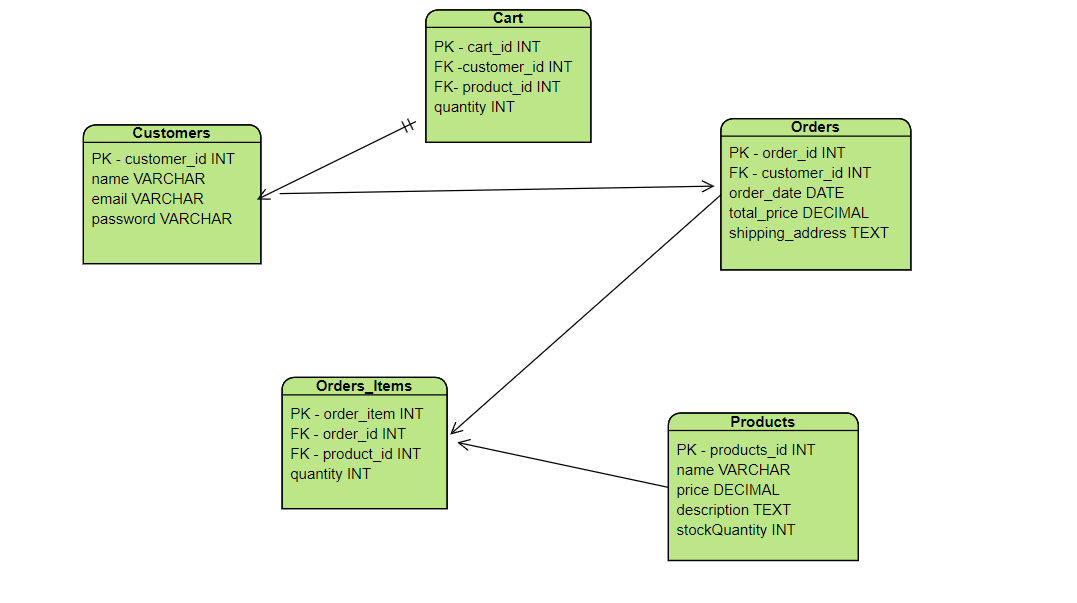 Cart
PK - cart_id INT
FK -customer_id INT
FK- product_id INT
quantity INT
Customers
PK - customer_id INT
name VARCHAR
email VARCHAR
password VARCHAR
Orders
PK - order_id INT
FK - customer_id INT
order_date DATE
total_price DECIMAL
shipping_address TEXT
Orders_Items
PK - order_item INT
FK - order_id INT
FK - product_id INT
quantity INT
Products
PK - products_id INT
name VARCHAR
price DECIMAL
description TEXT
stockQuantity INT